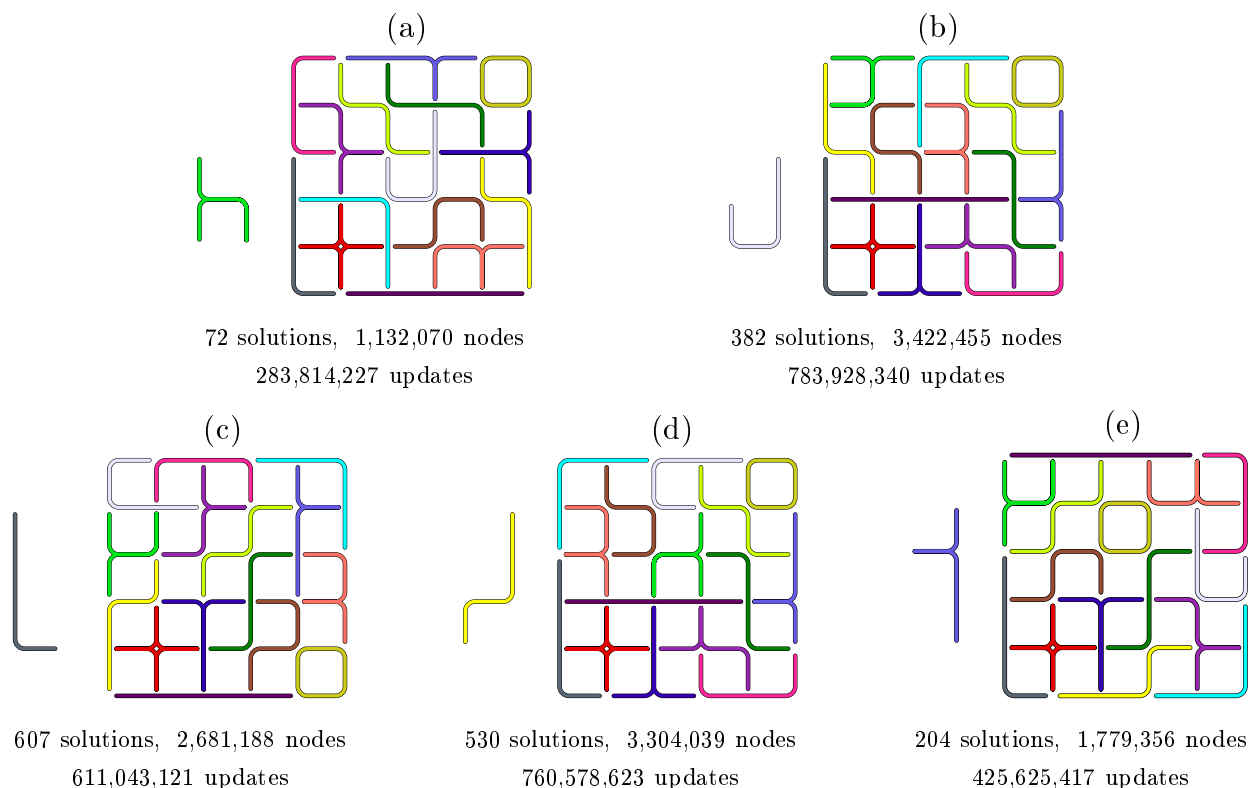 (a)
72 solutions, 1,132,070 nodes
283,814,227 updates
(b)
382 solutions, 3,422,455 nodes
783,928,340 updates
(c)
607 solutions, 2,681,188 nodes
611,043,121 updates
(d)
530 solutions, 3,304,039 nodes
760,578,623 updates
(e)
204 solutions, 1,779,356 nodes
425,625,417 updates